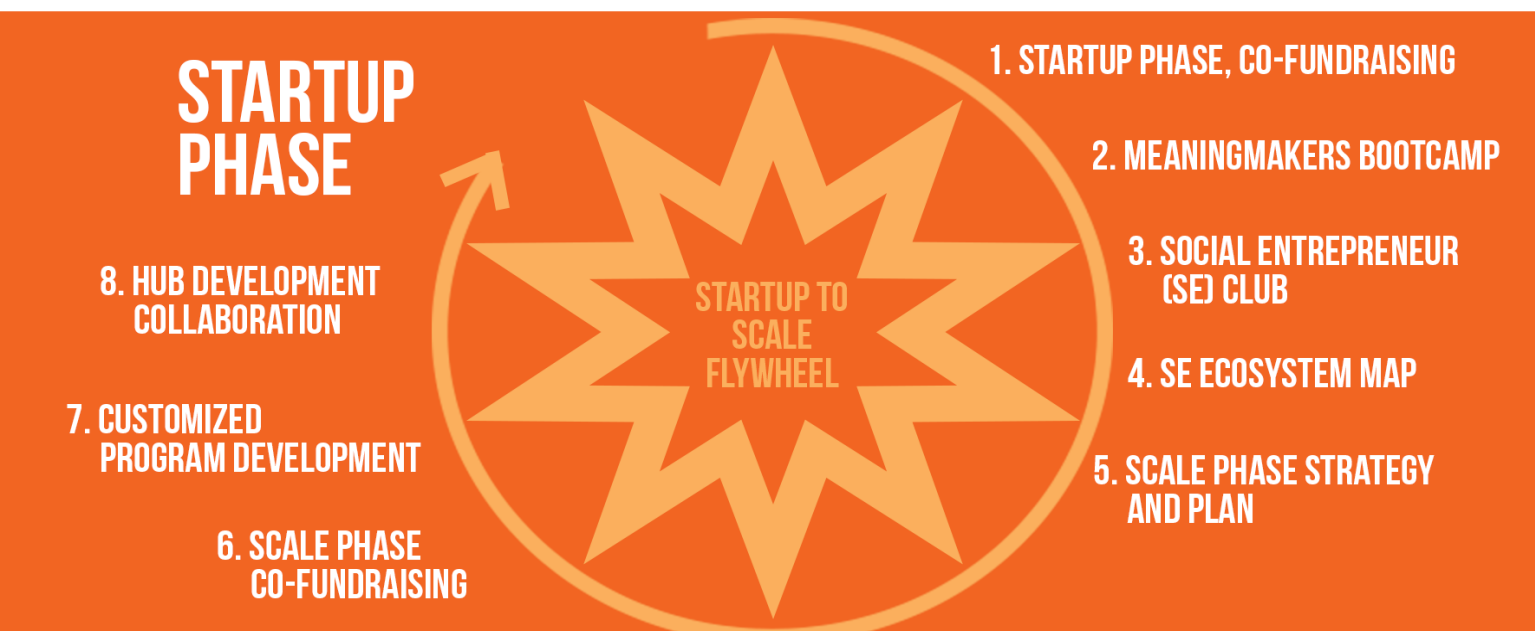 STARTUP
PHASE
1. STARTUP PHASE, CO-FUNDRAISING
2. MEANINGMAKERS BOOTCAMP
3. SOCIAL ENTREPRENEUR
(SE) CLUB
4. SE ECOSYSTEM MAP
5. SCALE PHASE STRATEGY
AND PLAN
6. SCALE PHASE
CO-FUNDRAISING
7. CUSTOMIZED
PROGRAM DEVELOPMENT
8. HUB DEVELOPMENT
COLLABORATION
STARTUP TO
SCALE
FLYWHEEL